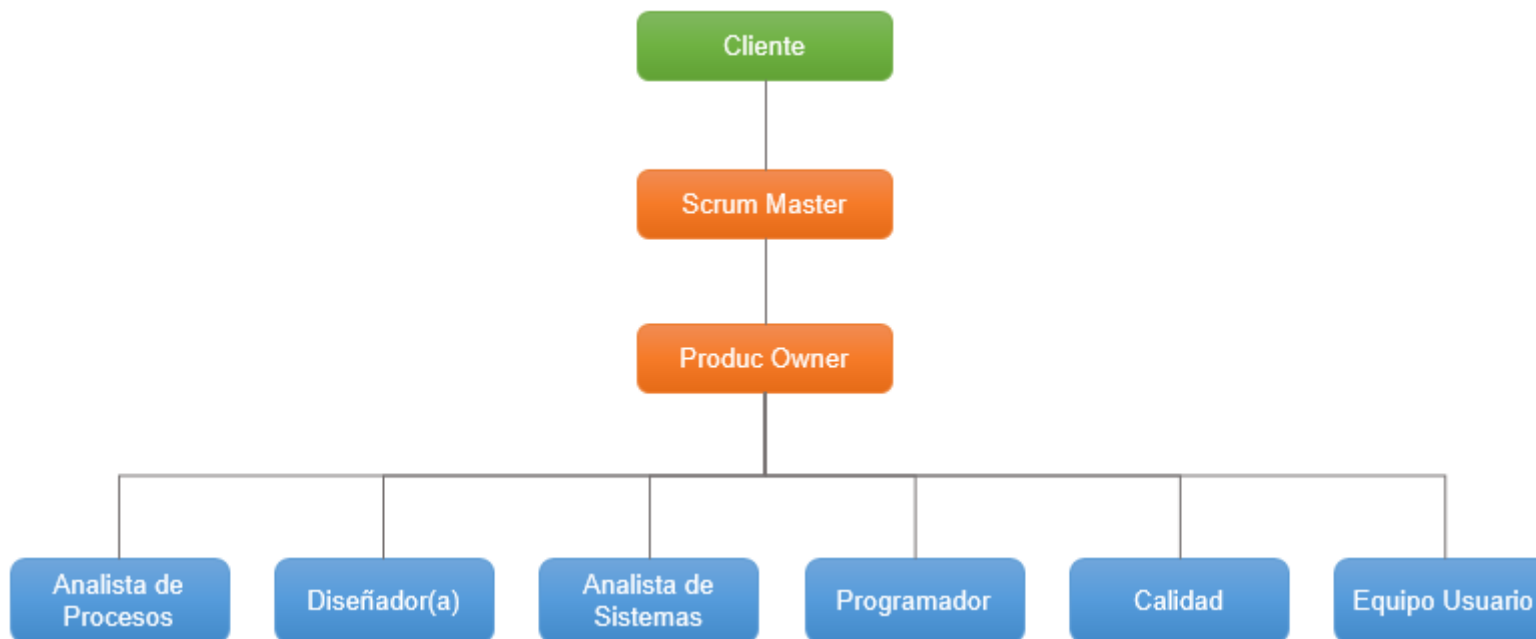 Cliente
Scrum Master
Produc Owner
Analista de
Procesos
Diseñador(a)
Analista de
Sistemas
Programador
Calidad
Equipo Usuario